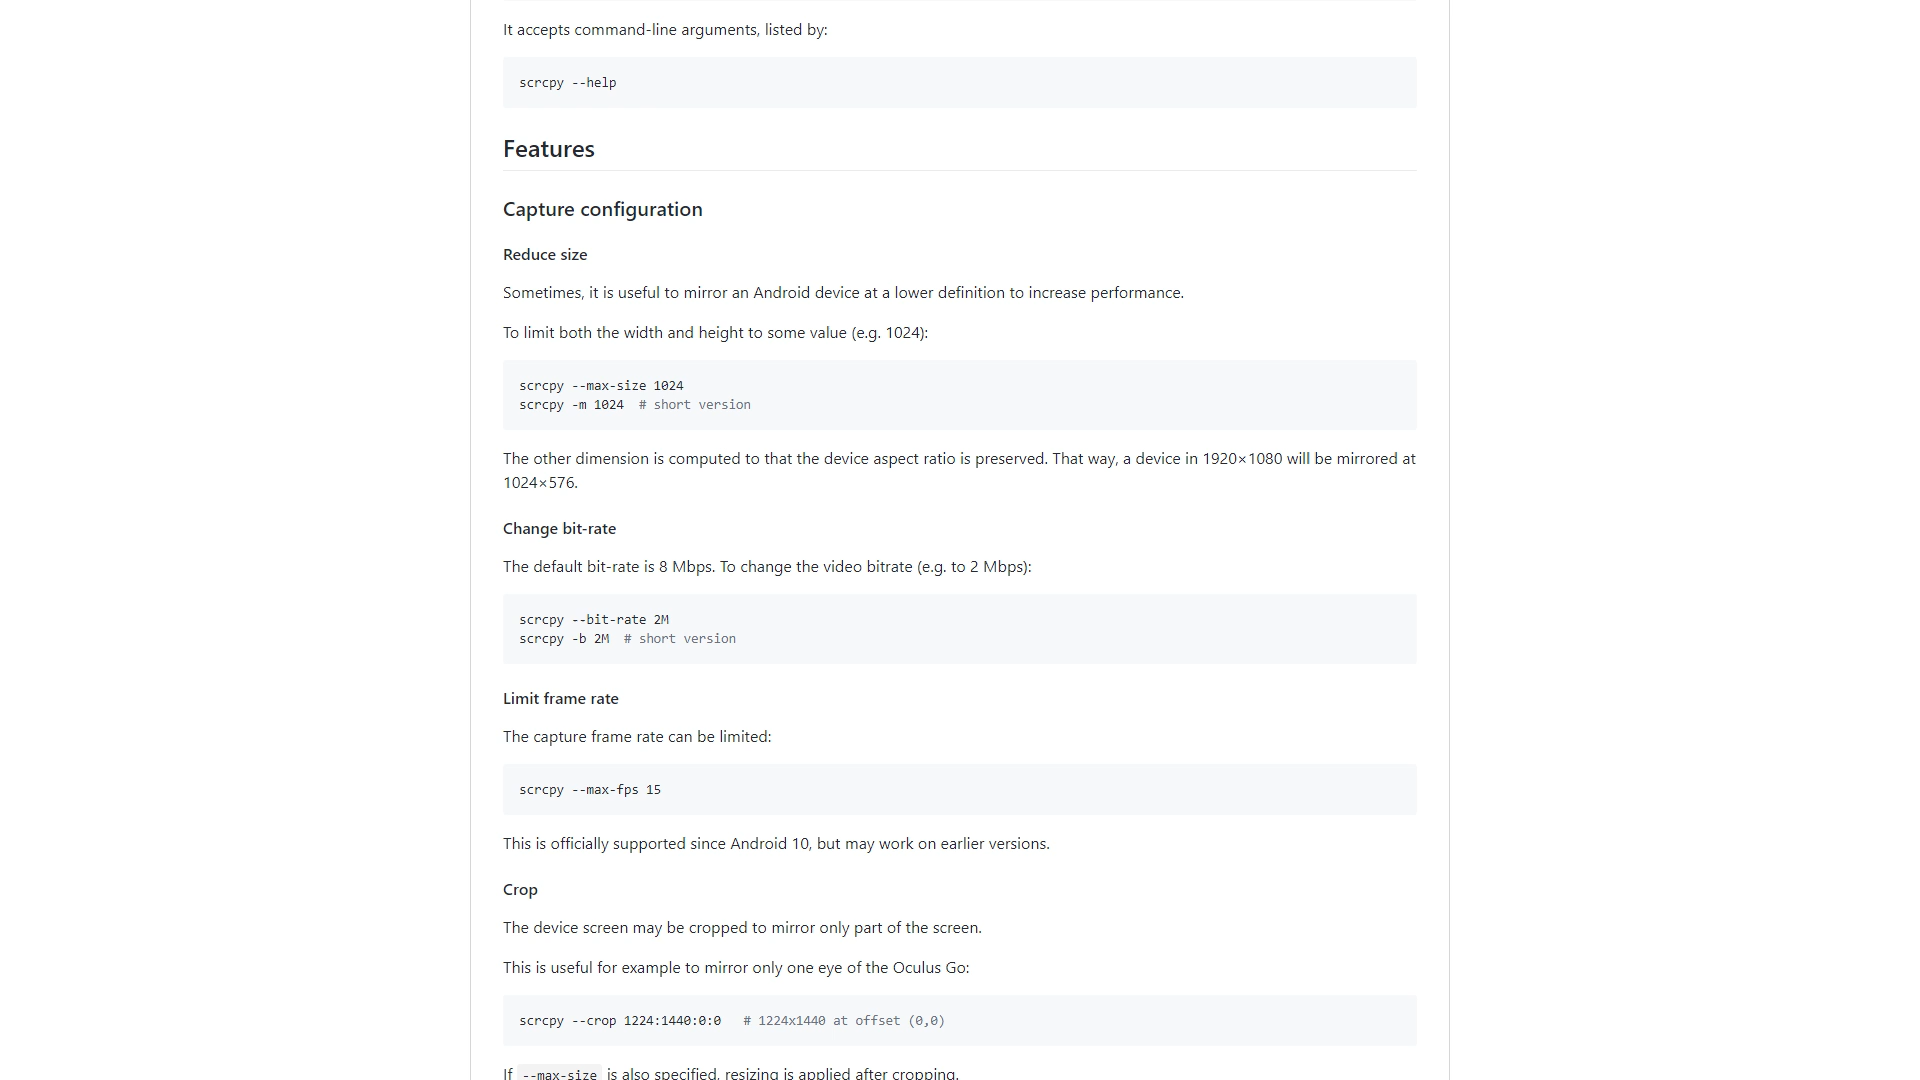 It accepts command-line arguments, listed by:
scrcpy --help
Features
Capture configuration
Reduce size
Sometimes, it is useful to mirror an Android device at a lower definition to increase performance.
To limit both the width and height to some value (e.g. 1024):
scrcpy --max-size 1024
scrcpy -m 1024  # short version
The other dimension is computed to that the device aspect ratio is preserved. That way, a device in 1920×1080 will be mirrored at
1024×576.
Change bit-rate
The default bit-rate is 8 Mbps. To change the video bitrate (e.g. to 2 Mbps):
scrcpy --bit-rate 2M
scrcpy -b 2M  # short version
Limit frame rate
The capture frame rate can be limited:
scrcpy --max-fps 15
This is officially supported since Android 10, but may work on earlier versions.
Crop
The device screen may be cropped to mirror only part of the screen.
This is useful for example to mirror only one eye of the Oculus Go:
scrcpy --crop 1224:1440:0:0   # 1224x1440 at offset (0,0)
If --max-size is also specified, resizing is applied after cropping.